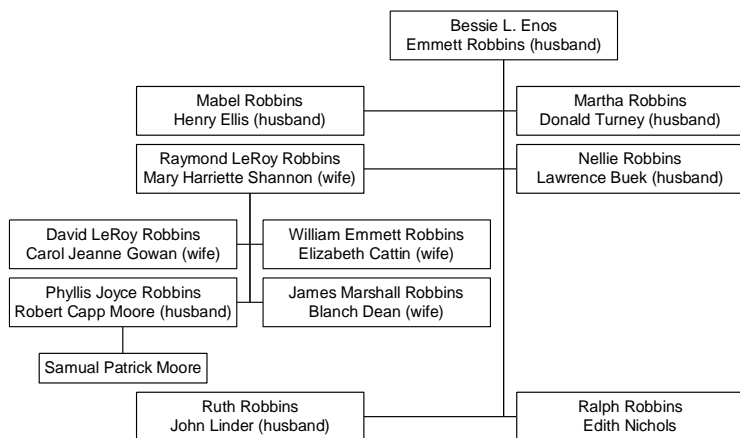 Bessie L. Enos
Emmett Robbins (husband)
Mabel Robbins
Henry Ellis (husband)
Martha Robbins
Donald Turney (husband)
Raymond LeRoy Robbins
Mary Harriette Shannon (wife)
Nellie Robbins
Lawrence Buek (husband)
David LeRoy Robbins
Carol Jeanne Gowan (wife)
William Emmett Robbins
Elizabeth Cattin (wife)
Phyllis Joyce Robbins
Robert Capp Moore (husband)
James Marshall Robbins
Blanch Dean (wife)
Samual Patrick Moore
Ruth Robbins
John Linder (husband)
Ralph Robbins
Edith Nichols